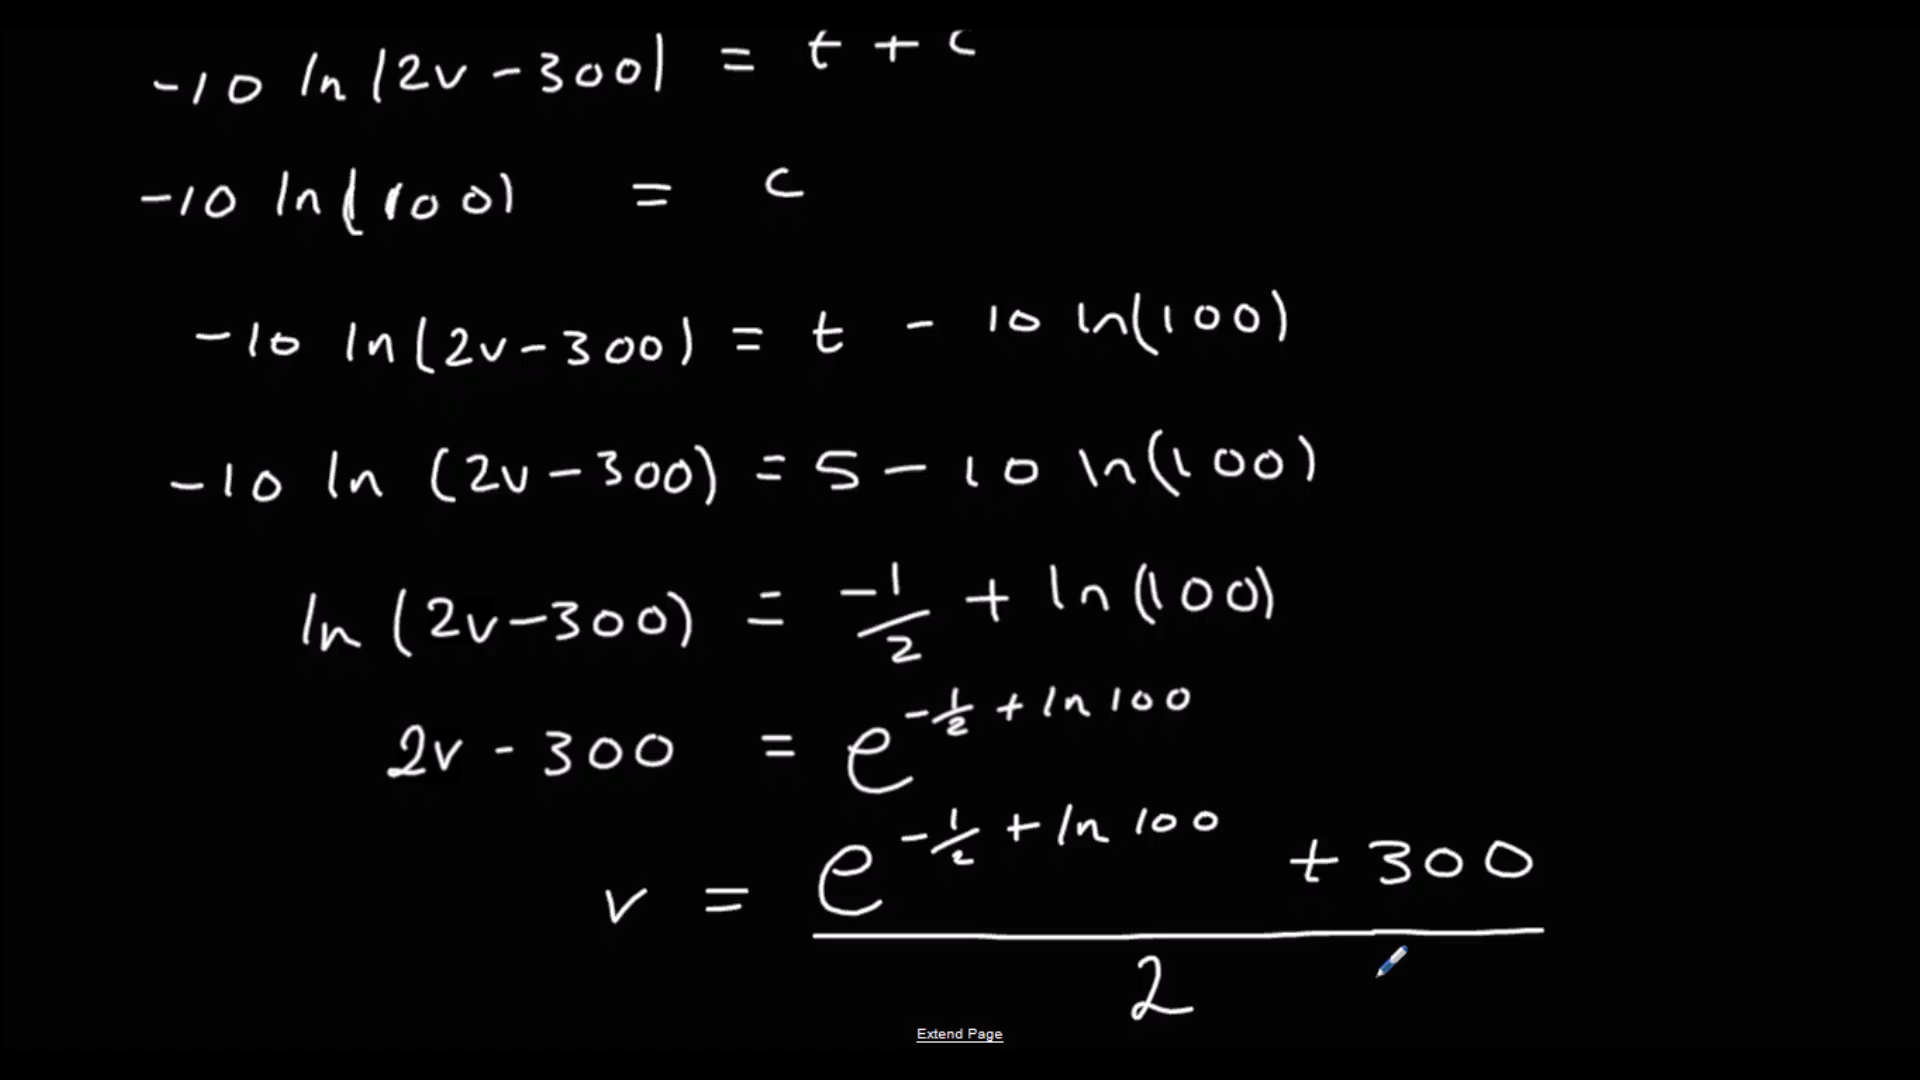 -10 ln|2v - 300| = t + c
-10 ln(100) = c
-10 ln(2v - 300) = t - 10 ln(100)
-10 ln (2v - 300) = 5 - 10 ln(100)
ln (2v - 300) = -1/2 + ln(100)
2v - 300 = e^(-1/2 + ln 100)
v = (e^(-1/2 + ln 100) + 300)/2
Extend Page